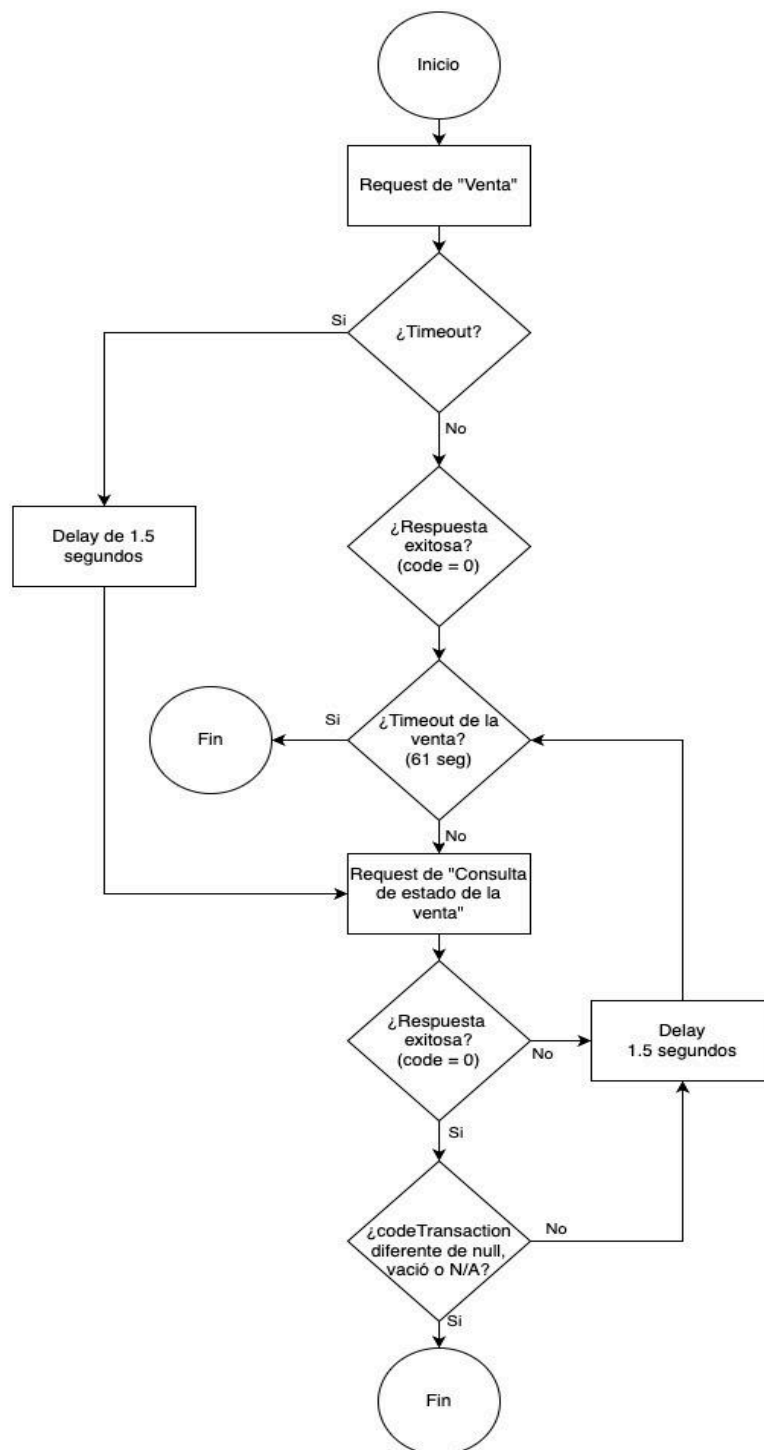 Inicio
Request de "Venta"
¿Timeout?
Si
No
Delay de 1.5
segundos
¿Respuesta
exitosa?
(code = 0)
¿Timeout de la
venta?
(61 seg)
Si
Fin
No
Request de "Consulta
de estado de la
venta"
¿Respuesta
exitosa?
(code = 0)
No
Delay
1.5 segundos
Si
¿codeTransaction
diferente de null,
vació o N/A?
No
Si
Fin